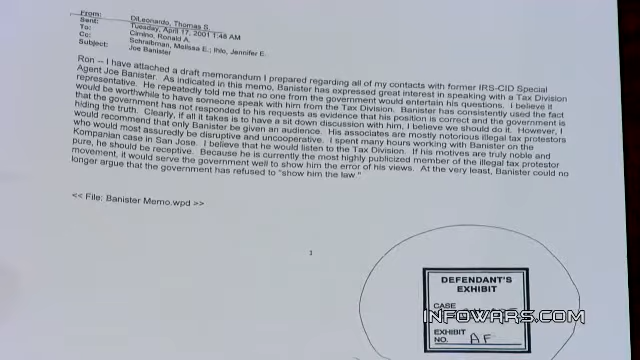 From: DiLeonardo, Thomas S.
Sent: Tuesday, April 17, 2001 1:48 AM
To: Cimino, Ronald A.
Cc: Schraibman, Melissa E.; Ihlo, Jennifer E.
Subject: Joe Banister
Ron -- I have attached a draft memorandum I prepared regarding all of my contacts with former IRS-CID Special
Agent Joe Banister. As indicated in this memo, Banister has expressed great interest in speaking with a Tax Division
representative. He repeatedly told me that no one from the government would entertain his questions. I believe it
would be worthwhile to have someone speak with him from the Tax Division. Banister has consistently used the fact
that the government has not responded to his requests as evidence that his position is correct and the government is
hiding the truth. Clearly, if all it takes is to have a sit down discussion with him, I believe we should do it. However, I
would recommend that only Banister be given an audience. His associates are mostly notorious illegal tax protestors
who would most assuredly be disruptive and uncooperative. I spent many hours working with Banister on the
Kompanian case in San Jose. I believe that he would listen to the Tax Division. If his motives are truly noble and
pure, he should be receptive. Because he is currently the most highly publicized member of the illegal tax protestor
movement, it would serve the government well to show him the error of his views. At the very least, Banister could no
longer argue that the government has refused to "show him the law."
<< File: Banister Memo.wpd >>
DEFENDANT'S
EXHIBIT
CASE
INFOWARS.COM
EXHIBIT
NO. AF